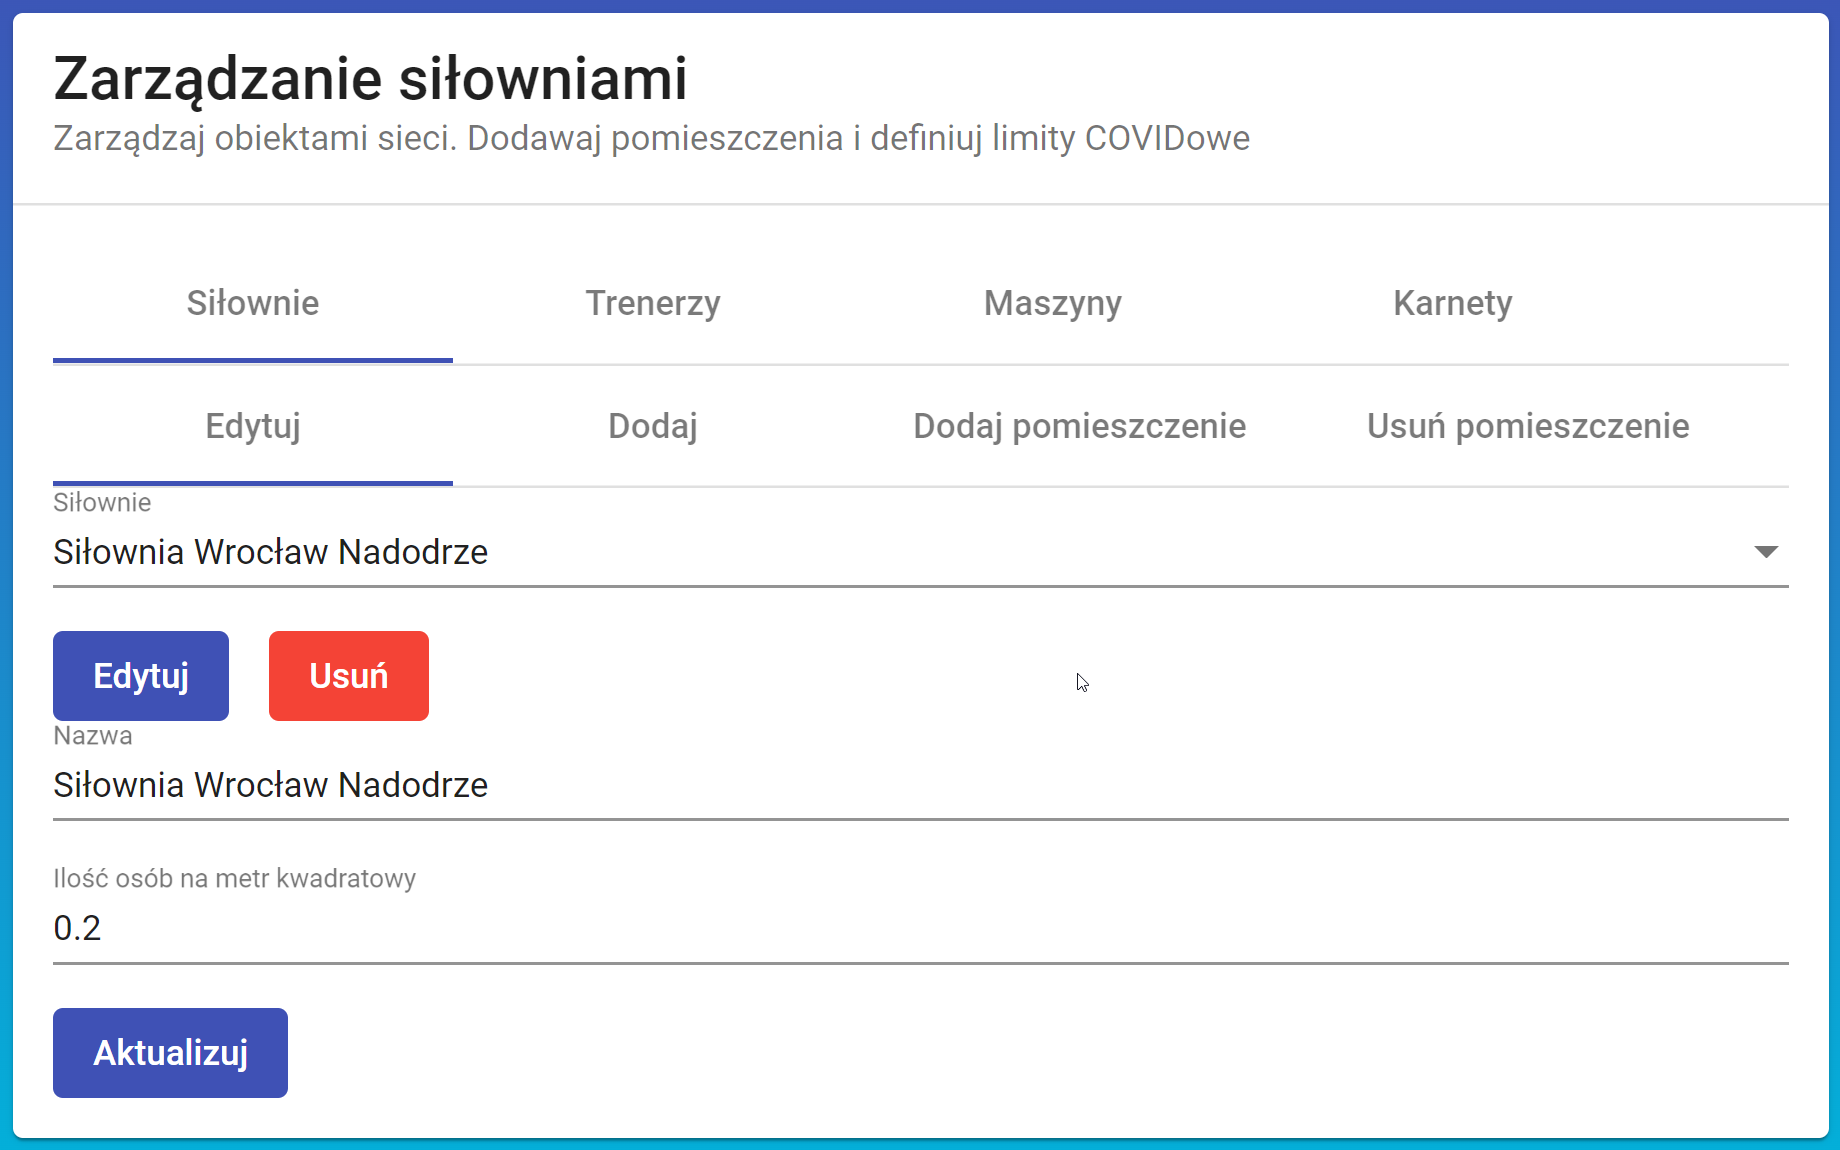 Zarządzanie siłowniami
Zarządzaj obiektami sieci. Dodawaj pomieszczenia i definiuj limity COVIDowe
Siłownie Trenerzy Maszyny Karnety
Edytuj Dodaj Dodaj pomieszczenie Usuń pomieszczenie
Siłownie
Siłownia Wrocław Nadodrze
Edytuj Usuń
Nazwa
Siłownia Wrocław Nadodrze
Ilość osób na metr kwadratowy
0.2
Aktualizuj